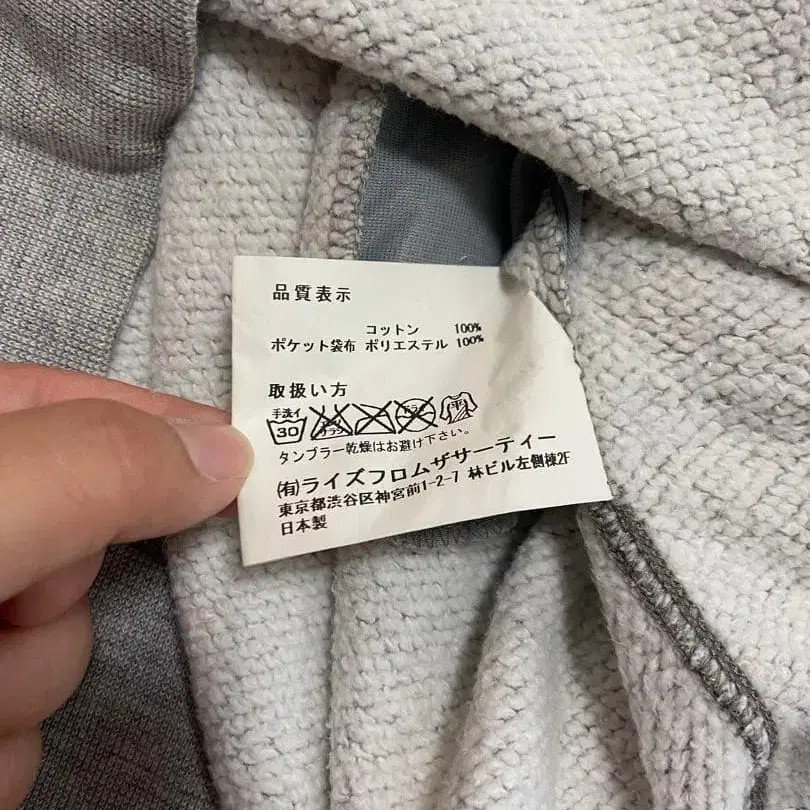 品質表示
コットン 100%
ポケット袋布 ポリエステル 100%
取扱い方
手洗イ
30
タンブラー乾燥はお避け下さい。
(有)ライズフロムザサーティー
東京都渋谷区神宮前1-2-7 林ビル左側棟2F
日本製